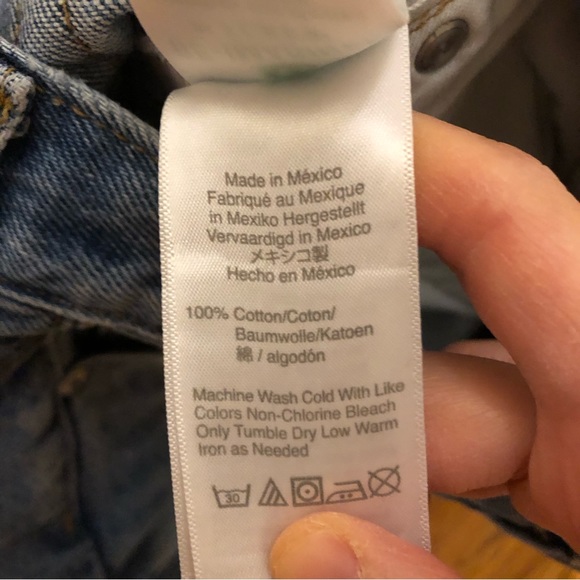 Made in México
Fabriqué au Mexique
in Mexiko Hergestellt
Vervaardigd in Mexico
メキシコ製
Hecho en México
100% Cotton/Coton/
Baumwolle/Katoen
綿 / algodón
Machine Wash Cold With Like
Colors Non-Chlorine Bleach
Only Tumble Dry Low Warm
Iron as Needed
30